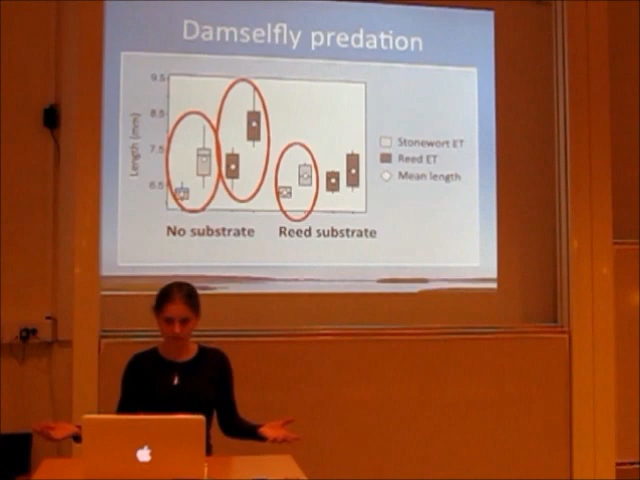 Damselfly predation
9.5
8.5
7.5
6.5
Length (mm)
Stonewort ET
Reed ET
Mean length
No substrate
Reed substrate